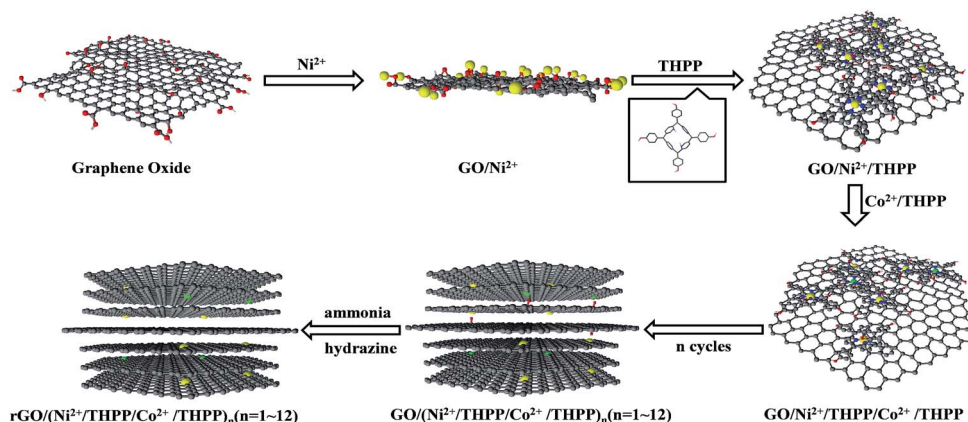 Ni²⁺
THPP
Graphene Oxide
GO/Ni²⁺
GO/Ni²⁺/THPP
Co²⁺/THPP
ammonia
hydrazine
n cycles
rGO/(Ni²⁺/THPP/Co²⁺ /THPP)ₙ(n=1~12)
GO/(Ni²⁺/THPP/Co²⁺ /THPP)ₙ(n=1~12)
GO/Ni²⁺/THPP/Co²⁺ /THPP